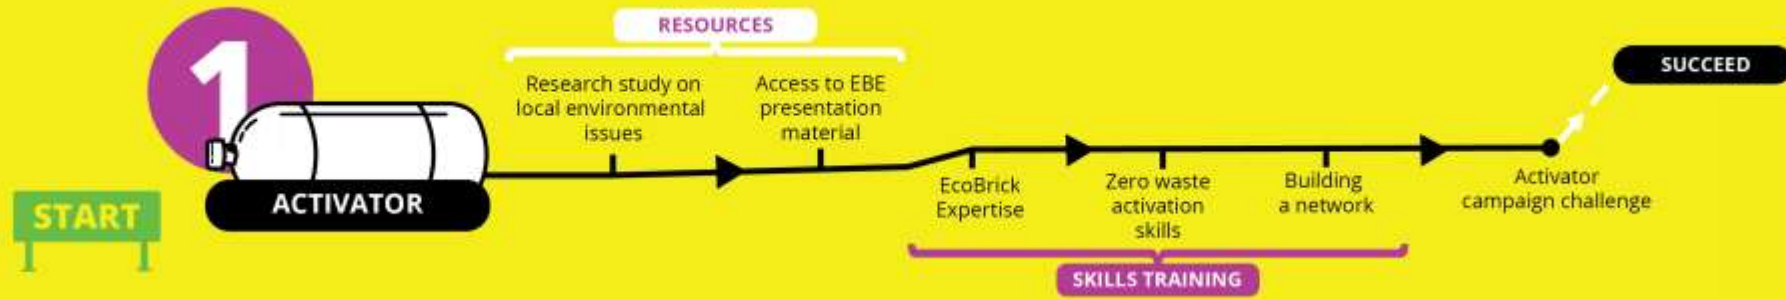 START
1
ACTIVATOR
RESOURCES
Research study on
local environmental
issues
Access to EBE
presentation
material
EcoBrick
Expertise
Zero waste
activation
skills
Building
a network
SKILLS TRAINING
Activator
campaign challenge
SUCCEED